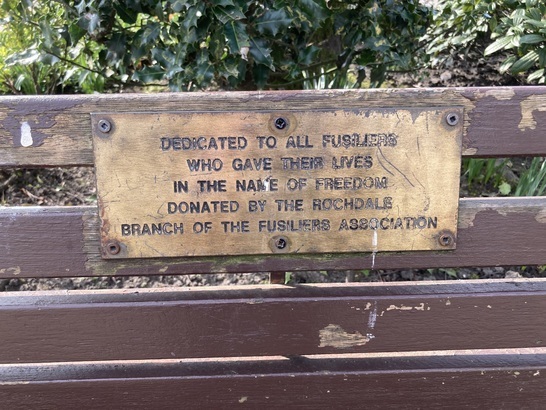 DEDICATED TO ALL FUSILIERS
WHO GAVE THEIR LIVES
IN THE NAME OF FREEDOM
DONATED BY THE ROCHDALE
BRANCH OF THE FUSILIERS ASSOCIATION